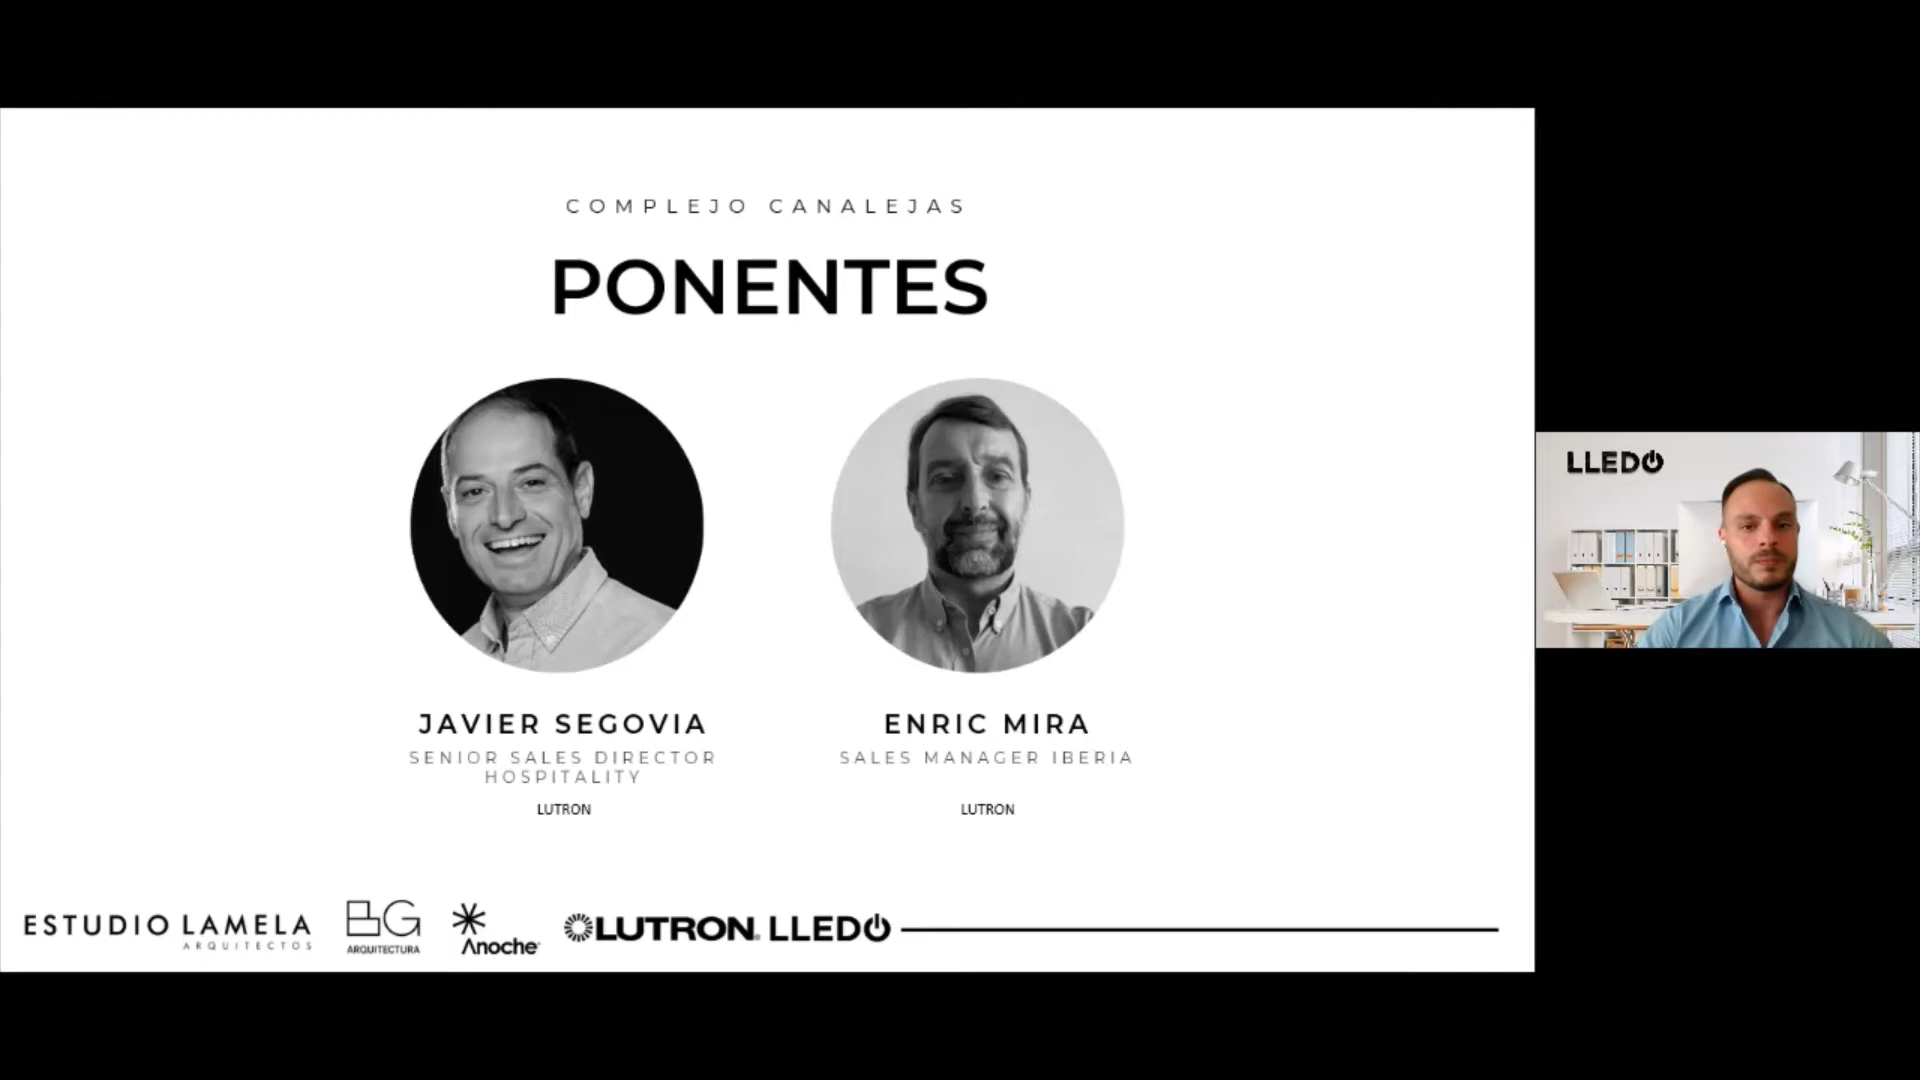 COMPLEJO CANALEJAS
PONENTES
JAVIER SEGOVIA
SENIOR SALES DIRECTOR
HOSPITALITY
LUTRON
ENRIC MIRA
SALES MANAGER IBERIA
LUTRON
ESTUDIO LAMELA
ARQUITECTOS
BG
ARQUITECTURA
Anoche
LUTRON
LLEDO
LLEDO